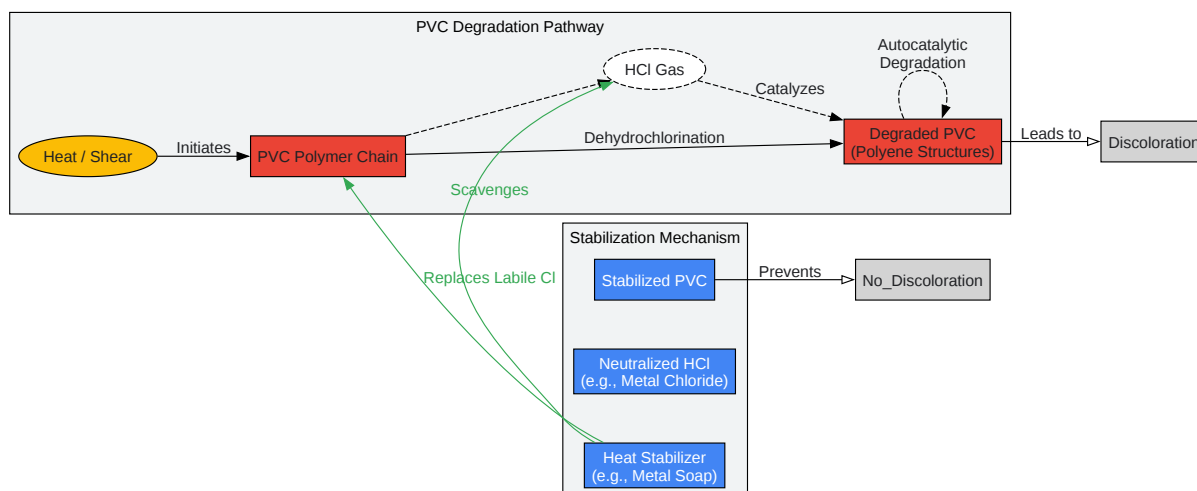 PVC Degradation Pathway
HCl Gas
Autocatalytic
Degradation
Catalyzes
Heat / Shear
Initiates
PVC Polymer Chain
Dehydrochlorination
Degraded PVC
(Polyene Structures)
Leads to
Discoloration
Scavenges
Replaces Labile Cl
Stabilization Mechanism
Stabilized PVC
Prevents
No_Discoloration
Neutralized HCl
(e.g., Metal Chloride)
Heat Stabilizer
(e.g., Metal Soap)